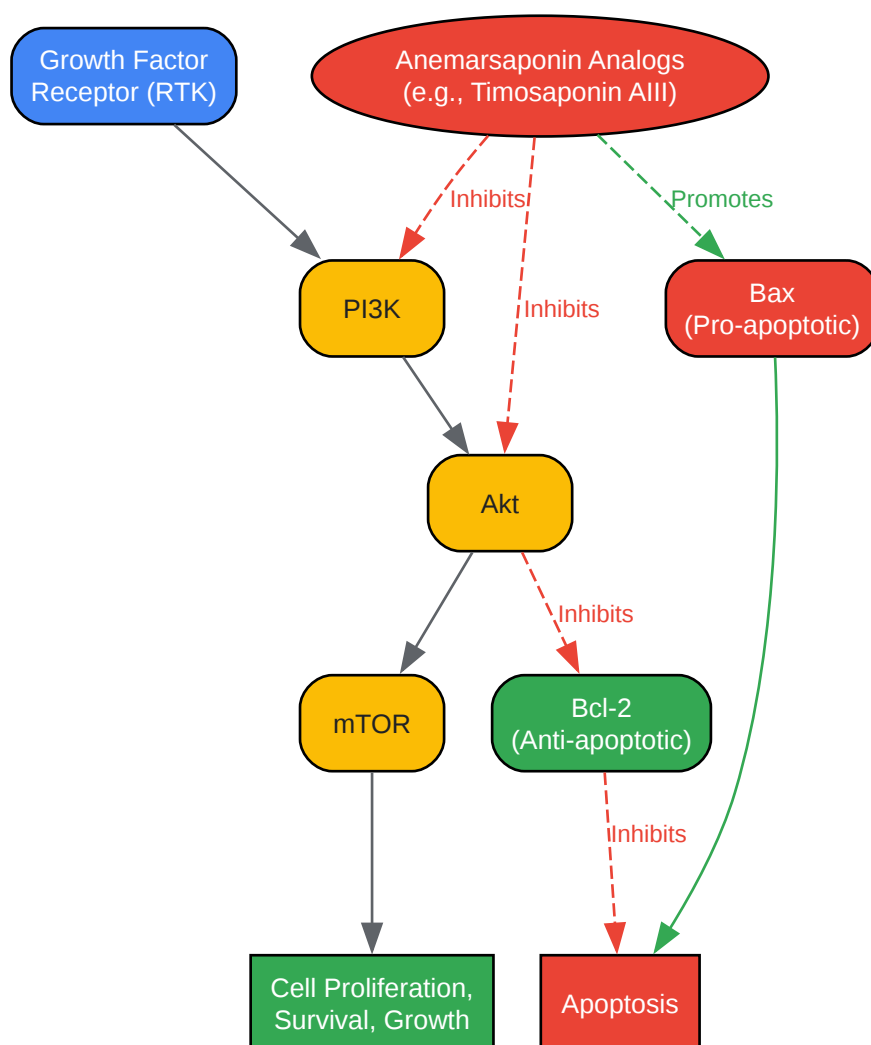 Growth Factor
Receptor (RTK)
Anemarsaponin Analogs
(e.g., Timosaponin AIII)
Inhibits
Promotes
PI3K
Inhibits
Bax
(Pro-apoptotic)
Akt
Inhibits
mTOR
Bcl-2
(Anti-apoptotic)
Inhibits
Cell Proliferation,
Survival, Growth
Apoptosis